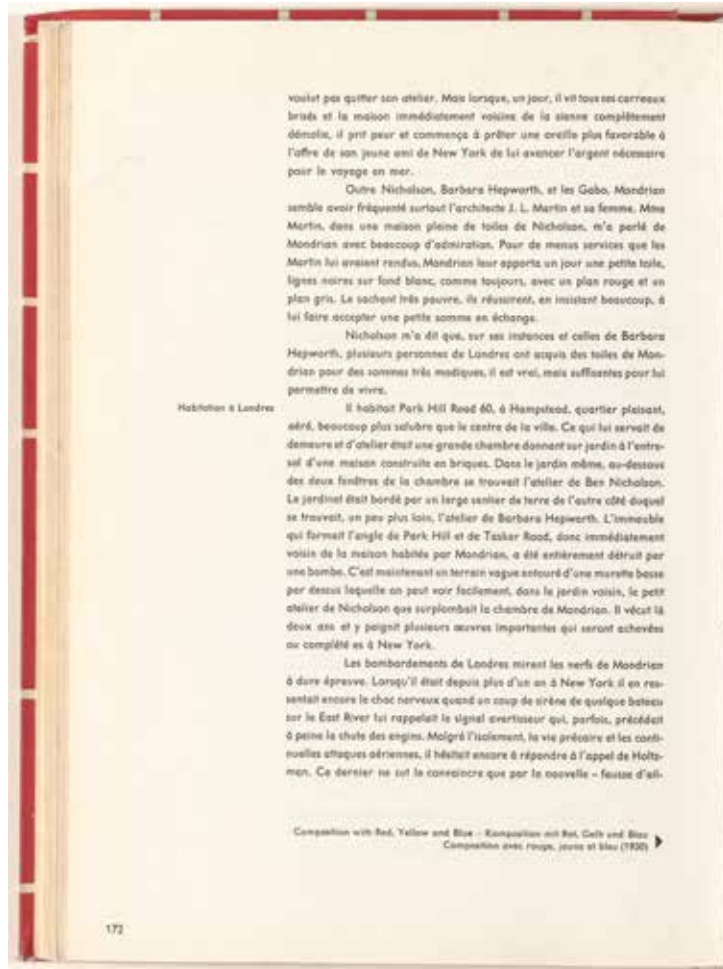 voulut pas quitter son atelier. Mais lorsque, un jour, il vit tous ses carreaux
brisés et la maison immédiatement voisine de la sienne complètement
démolie, il prit peur et commença à prêter une oreille plus favorable à
l'offre de son jeune ami de New York de lui avancer l'argent nécessaire
pour le voyage en mer.
Outre Nicholson, Barbara Hepworth, et les Gabo, Mondrian
semble avoir fréquenté surtout l'architecte J. L. Martin et sa femme. Mme
Martin, dans une maison pleine de toiles de Nicholson, m'a parlé de
Mondrian avec beaucoup d'admiration. Pour de menus services que les
Martin lui avaient rendus, Mondrian leur apporta un jour une petite toile,
lignes noires sur fond blanc, comme toujours, avec un plan rouge et un
plan gris. Le sachant très pauvre, ils réussirent, en insistant beaucoup, à
lui faire accepter une petite somme en échange.
Nicholson m'a dit que, sur ses instances et celles de Barbara
Hepworth, plusieurs personnes de Londres ont acquis des toiles de Mon-
drian pour des sommes très modiques, il est vrai, mais suffisantes pour lui
permettre de vivre.
Habitation à Londres
Il habitait Park Hill Road 60, à Hampstead, quartier plaisant,
aéré, beaucoup plus salubre que le centre de la ville. Ce qui lui servait de
demeure et d'atelier était une grande chambre donnant sur jardin à l'entre-
sol d'une maison construite en briques. Dans le jardin même, au-dessous
des deux fenêtres de la chambre se trouvait l'atelier de Ben Nicholson.
Le jardinet était bordé par un large sentier de terre de l'autre côté duquel
se trouvait, un peu plus loin, l'atelier de Barbara Hepworth. L'immeuble
qui formait l'angle de Park Hill et de Tasker Road, donc immédiatement
voisin de la maison habitée par Mondrian, a été entièrement détruit par
une bombe. C'est maintenant un terrain vague entouré d'une murette basse
par dessus laquelle on peut voir facilement, dans le jardin voisin, le petit
atelier de Nicholson que surplombait la chambre de Mondrian. Il vécut là
deux ans et y peignit plusieurs œuvres importantes qui seront achevées
ou complété es à New York.
Les bombardements de Londres mirent les nerfs de Mondrian
à dure épreuve. Lorsqu'il était depuis plus d'un an à New York il en res-
sentait encore le choc nerveux quand un coup de sirène de quelque bateau
sur le East River lui rappelait le signal avertisseur qui, parfois, précédait
à peine la chute des engins. Malgré l'isolement, la vie précaire et les conti-
nuelles attaques aériennes, il hésitait encore à répondre à l'appel de Holtz-
man. Ce dernier ne sut le convaincre que par la nouvelle – fausse d'ail-
Composition with Red, Yellow and Blue – Komposition mit Rot, Gelb und Blau
Composition avec rouge, jaune et bleu (1930)
172